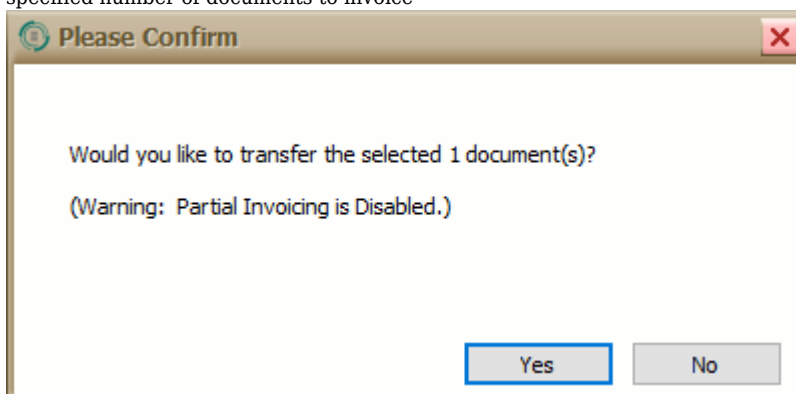 specified number of documents to invoice
Please Confirm
Would you like to transfer the selected 1 document(s)?
(Warning: Partial Invoicing is Disabled.)
Yes
No